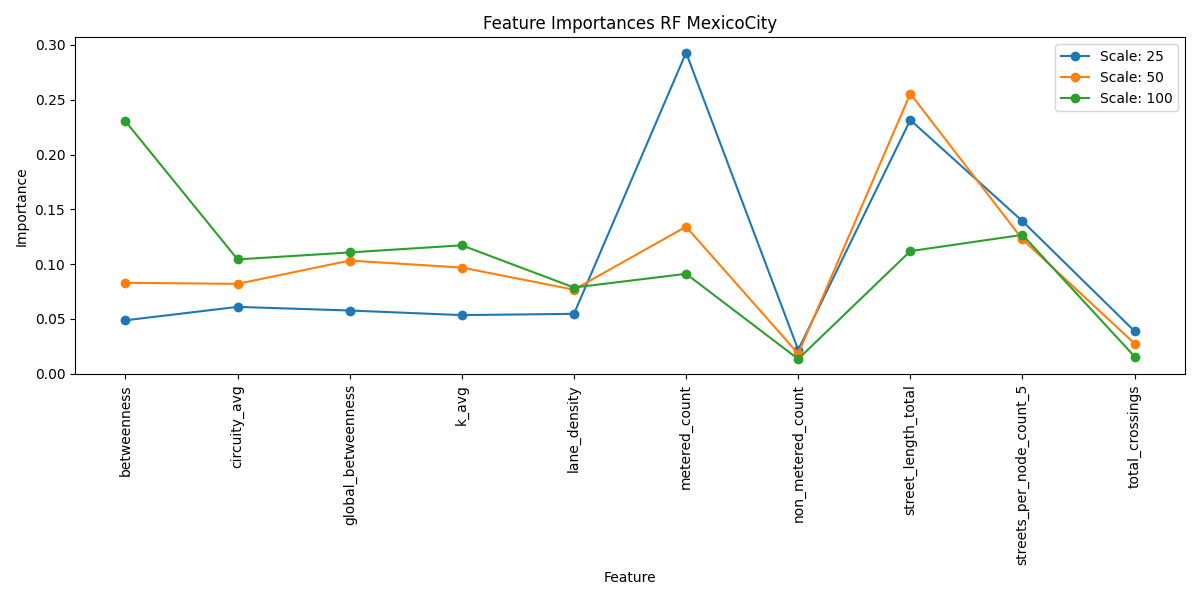 Feature Importances RF MexicoCity
Scale: 25
Scale: 50
Scale: 100
Importance
0.30
0.25
0.20
0.15
0.10
0.05
0.00
betweenness
circuity_avg
global_betweenness
k_avg
lane_density
metered_count
non_metered_count
street_length_total
streets_per_node_count_5
total_crossings
Feature